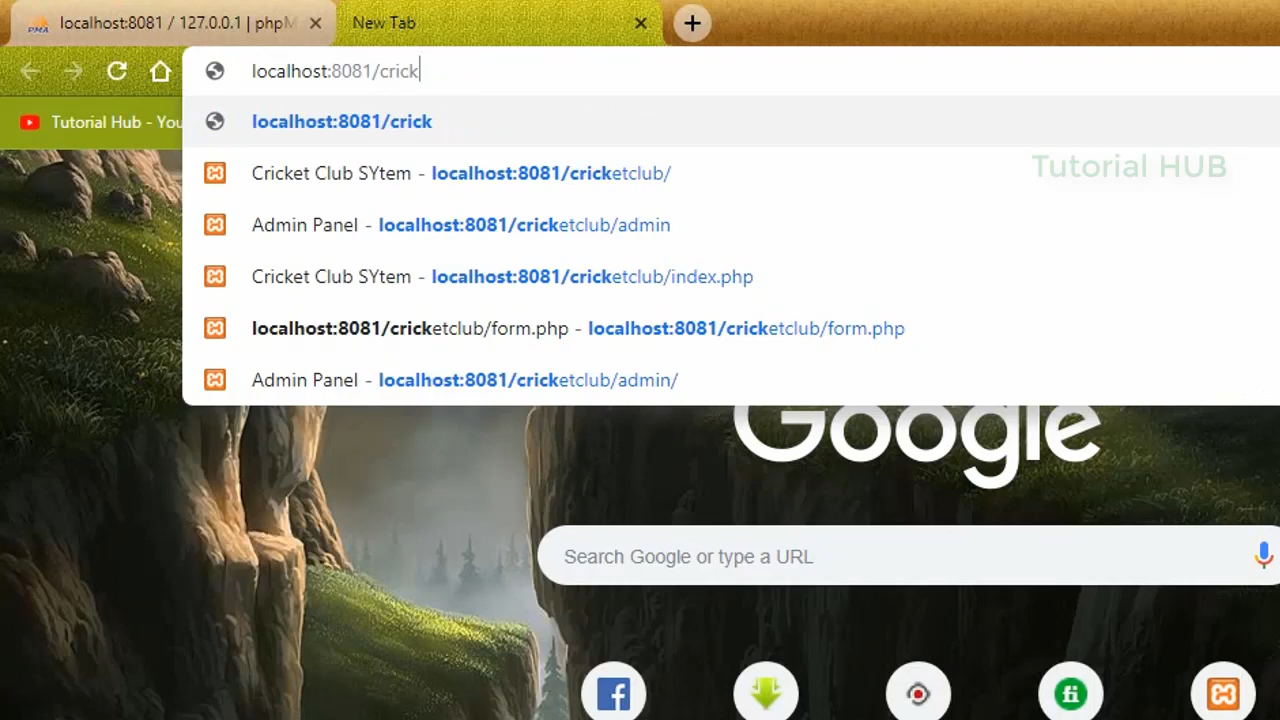 localhost:8081 / 127.0.0.1 | phpM
New Tab
localhost:8081/crick
Tutorial Hub - You
localhost:8081/crick
Tutorial HUB
Cricket Club SYtem - localhost:8081/cricketclub/
Admin Panel - localhost:8081/cricketclub/admin
Cricket Club SYtem - localhost:8081/cricketclub/index.php
localhost:8081/cricketclub/form.php - localhost:8081/cricketclub/form.php
Admin Panel - localhost:8081/cricketclub/admin/
Google
Search Google or type a URL